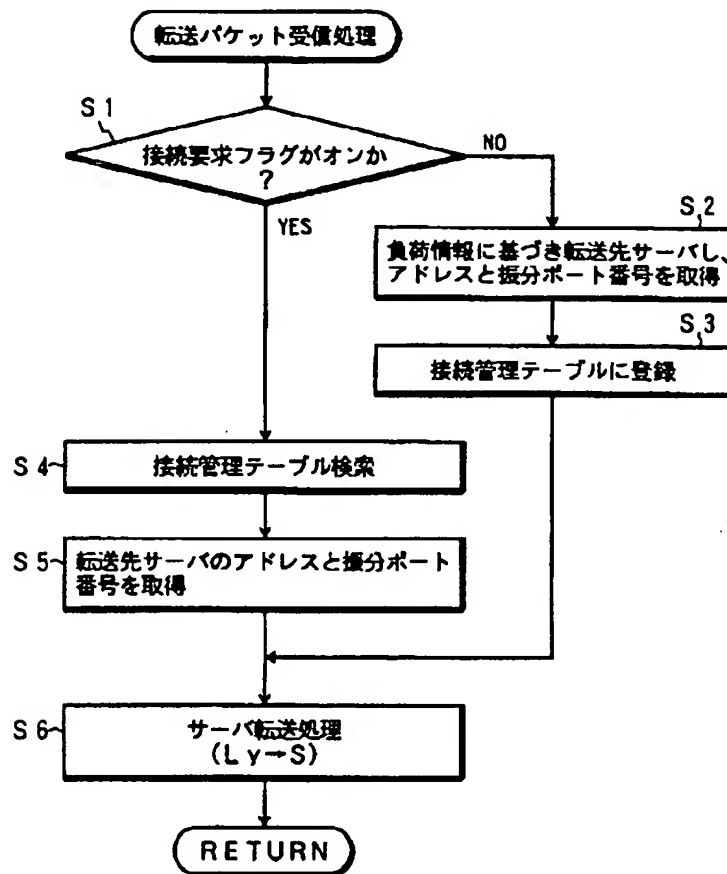 転送パケット受信処理
S1
接続要求フラグがオンか
?
NO
YES
S2
負荷情報に基づき転送先サーバし、
アドレスと振分ポート番号を取得
S3
接続管理テーブルに登録
S4
接続管理テーブル検索
S5
転送先サーバのアドレスと振分ポート
番号を取得
S6
サーバ転送処理
(Ly→S)
RETURN